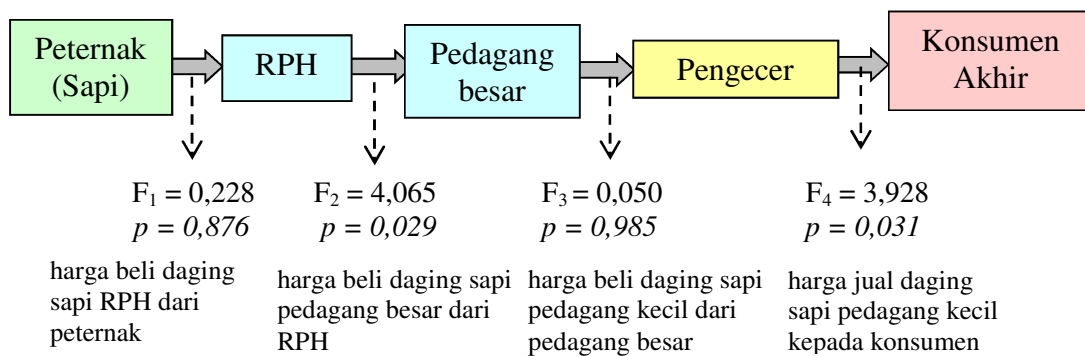 Peternak
(Sapi)
RPH
Pedagang
besar
Pengecer
Konsumen
Akhir
F1 = 0,228
p = 0,876
F2 = 4,065
p = 0,029
F3 = 0,050
p = 0,985
F4 = 3,928
p = 0,031
harga beli daging
sapi RPH dari
peternak
harga beli daging sapi
pedagang besar dari
RPH
harga beli daging sapi
pedagang kecil dari
pedagang besar
harga jual daging
sapi pedagang kecil
kepada konsumen